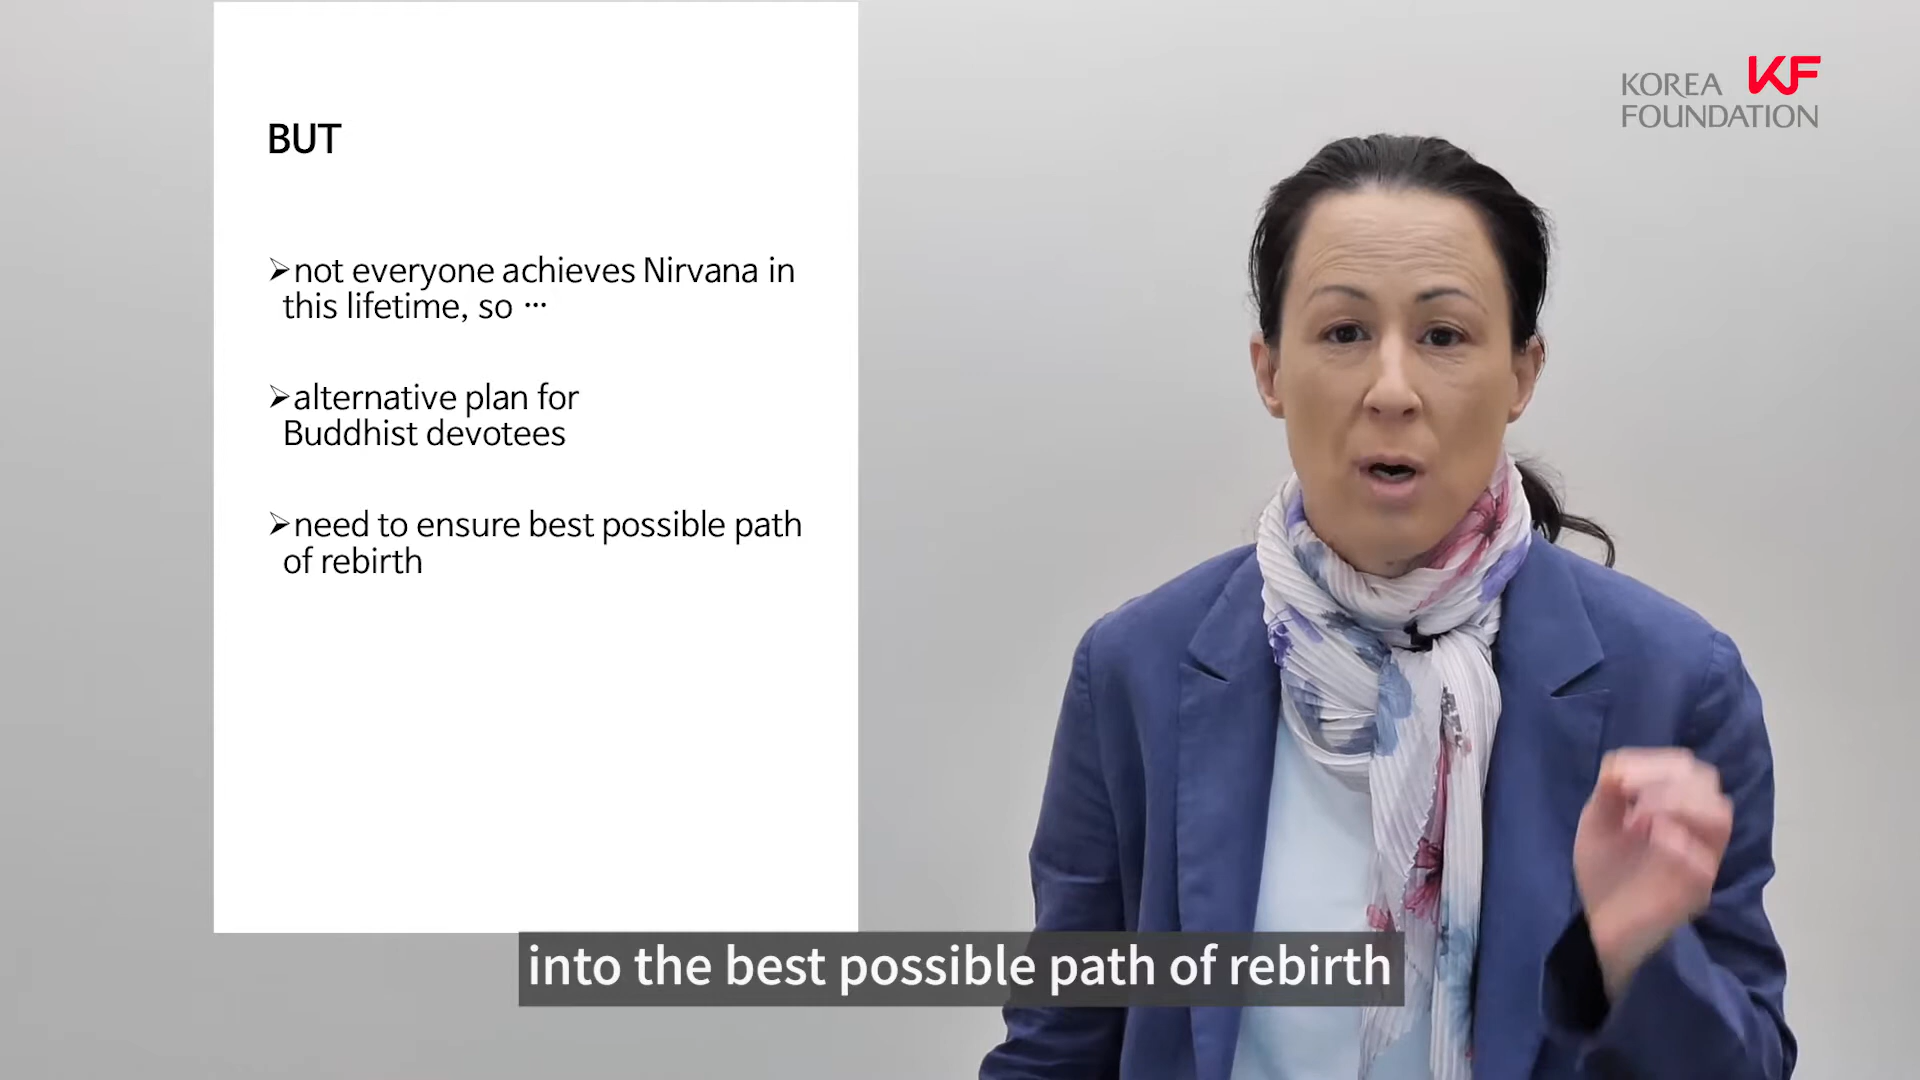 BUT
➢not everyone achieves Nirvana in
this lifetime, so ⋯
➢alternative plan for
Buddhist devotees
➢need to ensure best possible path
of rebirth
KF
KOREA
FOUNDATION
into the best possible path of rebirth